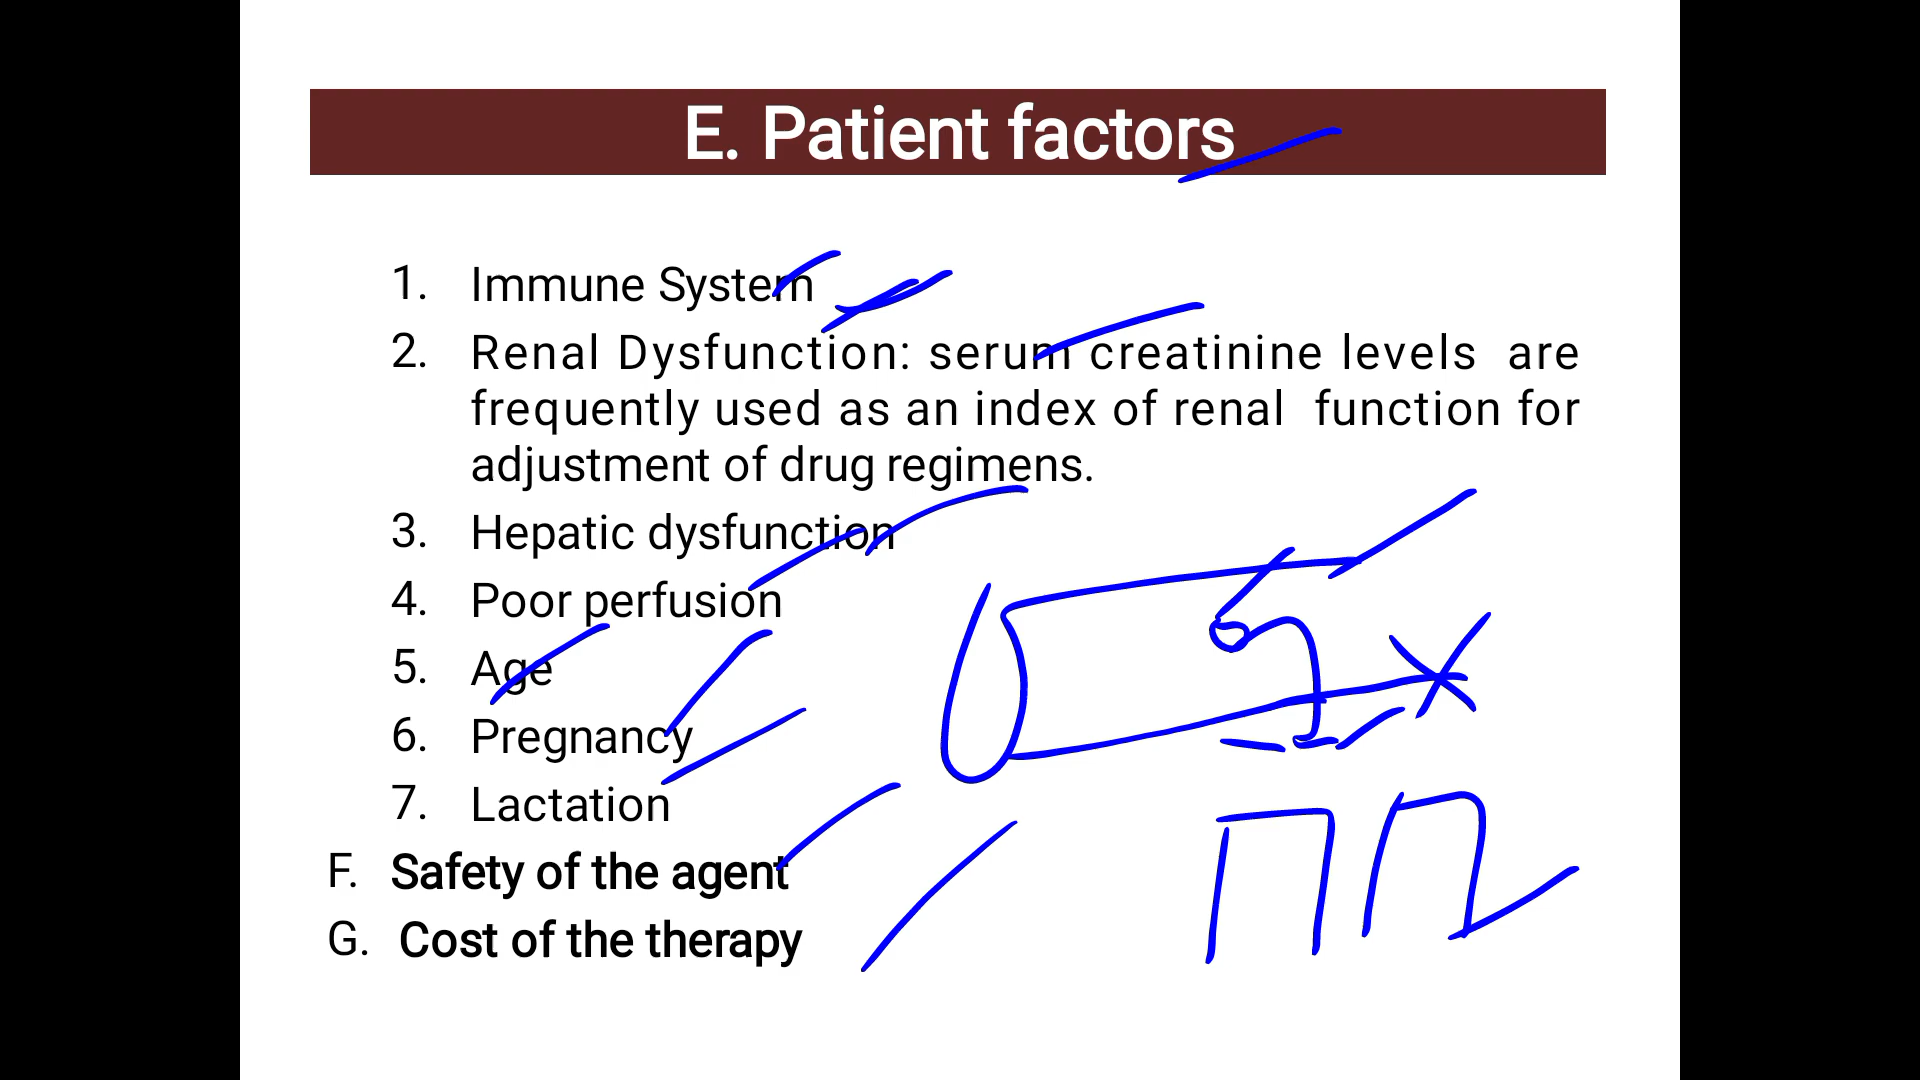 E. Patient factors
1. Immune System
2. Renal Dysfunction: serum creatinine levels are
frequently used as an index of renal function for
adjustment of drug regimens.
3. Hepatic dysfunction
4. Poor perfusion
5. Age
6. Pregnancy
7. Lactation
F. Safety of the agent
G. Cost of the therapy